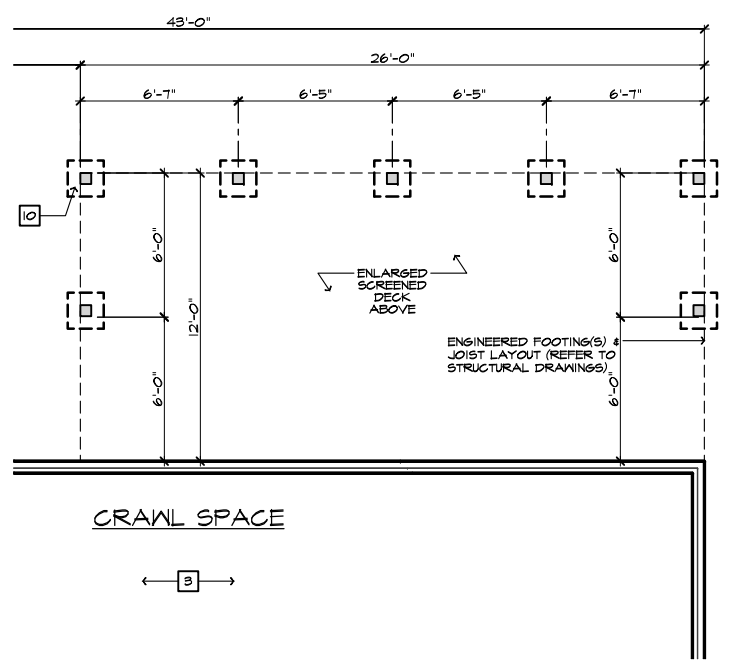 43'-0"
26'-0"
6'-7"
6'-5"
6'-5"
6'-7"
10
6'-0"
12'-0"
6'-0"
ENLARGED
SCREENED
DECK
ABOVE
6'-0"
ENGINEERED FOOTING(S) &
JOIST LAYOUT (REFER TO
STRUCTURAL DRAWINGS)
6'-0"
CRAWL SPACE
3